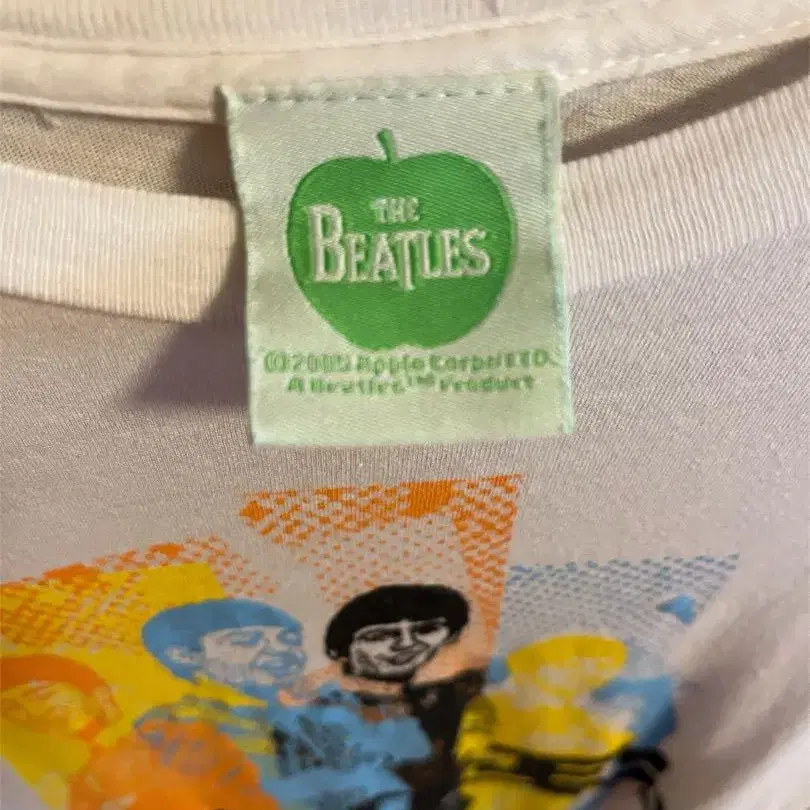 THE
BEATLES
©2005 Apple Corps LTD.
A Beatles™ Product